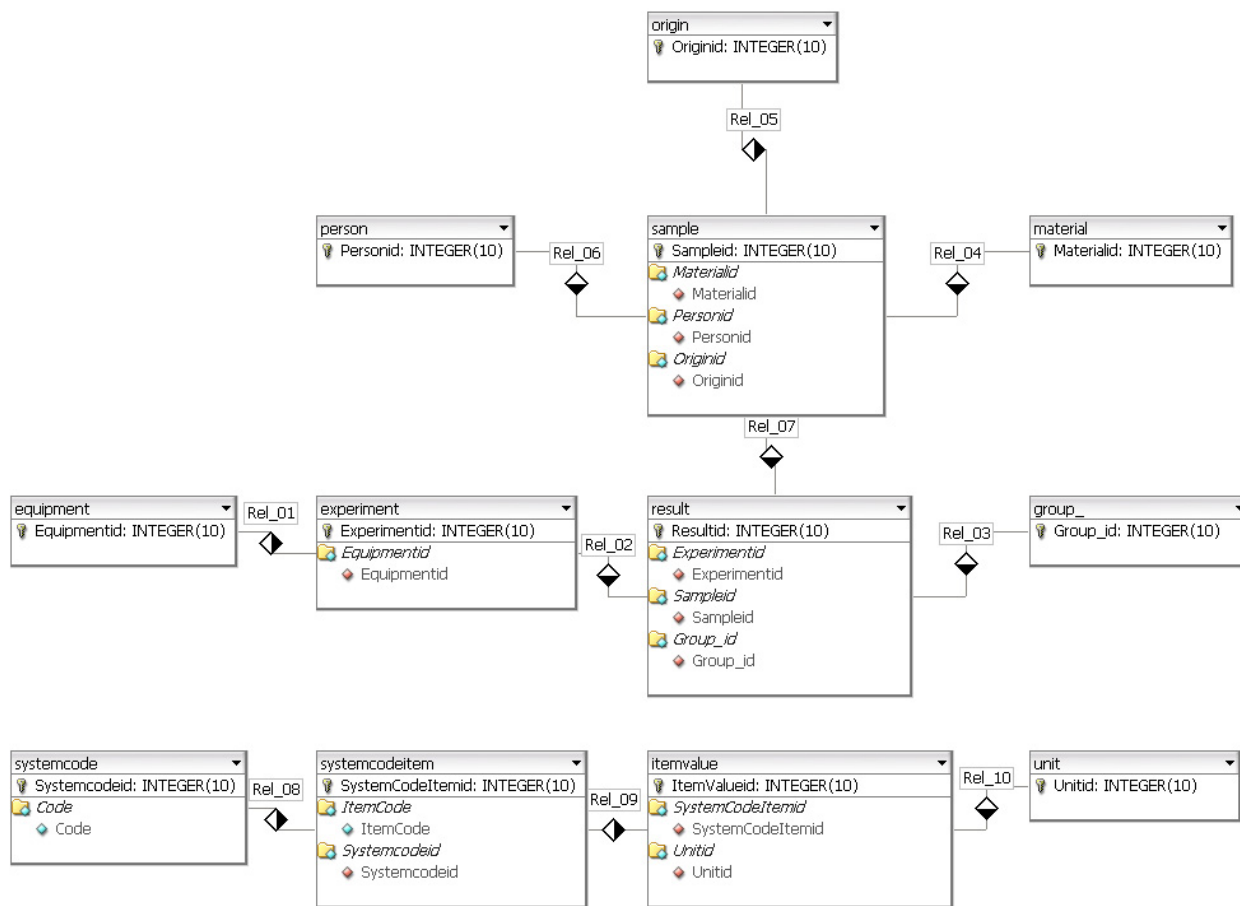 origin
Originid: INTEGER(10)
Rel_05
person
Personid: INTEGER(10)
Rel_06
sample
Sampleid: INTEGER(10)
Materialid
Materialid
Personid
Personid
Originid
Originid
Rel_04
material
Materialid: INTEGER(10)
Rel_07
equipment
Equipmentid: INTEGER(10)
Rel_01
experiment
Experimentid: INTEGER(10)
Equipmentid
Equipmentid
Rel_02
result
Resultid: INTEGER(10)
Experimentid
Experimentid
Sampleid
Sampleid
Group_id
Group_id
Rel_03
group_
Group_id: INTEGER(10)
systemcode
Systemcodeid: INTEGER(10)
Code
Code
Rel_08
systemcodeitem
SystemCodeItemid: INTEGER(10)
ItemCode
ItemCode
Systemcodeid
Systemcodeid
Rel_09
itemvalue
ItemValueid: INTEGER(10)
SystemCodeItemid
SystemCodeItemid
Unitid
Unitid
Rel_10
unit
Unitid: INTEGER(10)